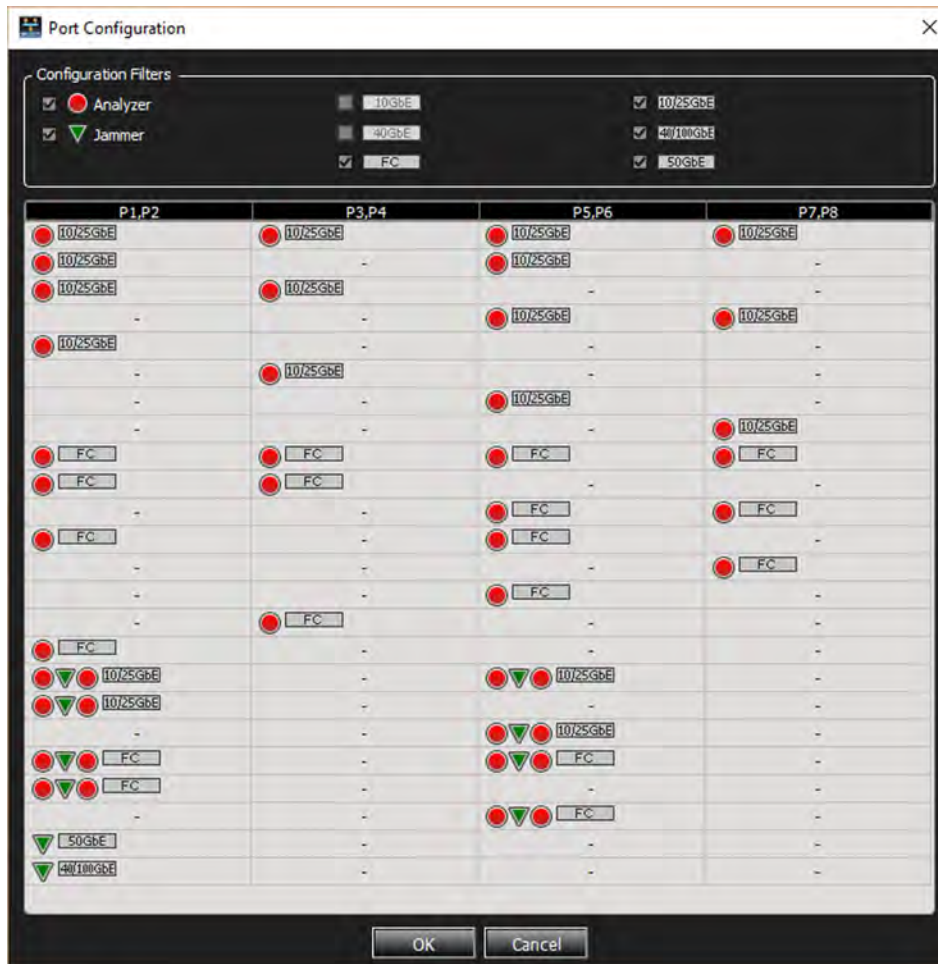 Port Configuration
Configuration Filters
Analyzer 10GbE 10/25GbE
Jammer 40GbE 40/100GbE
FC 50GbE
P1,P2 P3,P4 P5,P6 P7,P8
10/25GbE 10/25GbE 10/25GbE 10/25GbE
10/25GbE - 10/25GbE -
10/25GbE 10/25GbE - -
- - 10/25GbE 10/25GbE
10/25GbE - - -
- 10/25GbE - -
- - 10/25GbE -
- - - 10/25GbE
FC FC FC FC
FC FC - -
- - FC FC
FC - FC -
- - - FC
- - FC -
- FC - -
FC - - -
10/25GbE - 10/25GbE -
10/25GbE - - -
- - 10/25GbE -
FC - FC -
FC - - -
- - FC -
50GbE - - -
40/100GbE - - -
OK Cancel